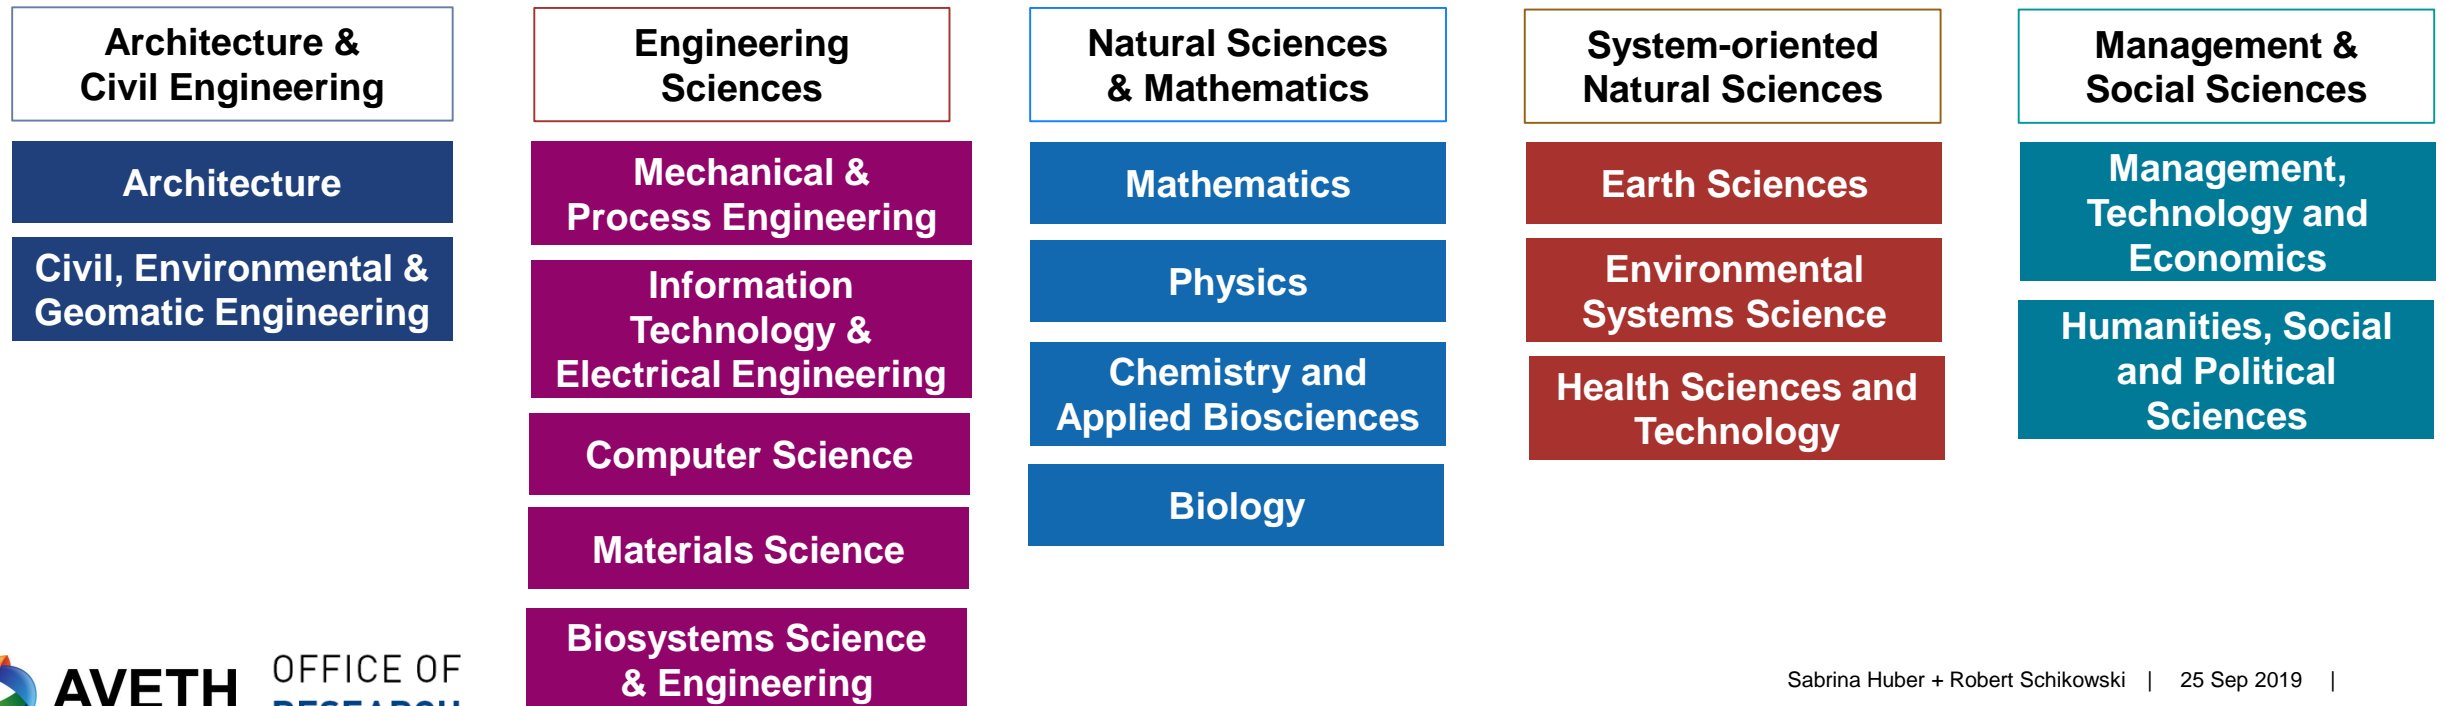 Architecture &
Civil Engineering
Architecture
Civil, Environmental &
Geomatic Engineering
Engineering
Sciences
Mechanical &
Process Engineering
Information
Technology &
Electrical Engineering
Computer Science
Materials Science
Biosystems Science
& Engineering
Natural Sciences
& Mathematics
Mathematics
Physics
Chemistry and
Applied Biosciences
Biology
System-oriented
Natural Sciences
Earth Sciences
Environmental
Systems Science
Health Sciences and
Technology
Management &
Social Sciences
Management,
Technology and
Economics
Humanities, Social
and Political
Sciences
AVETH
OFFICE OF
RESEARCH
Sabrina Huber + Robert Schikowski | 25 Sep 2019 |